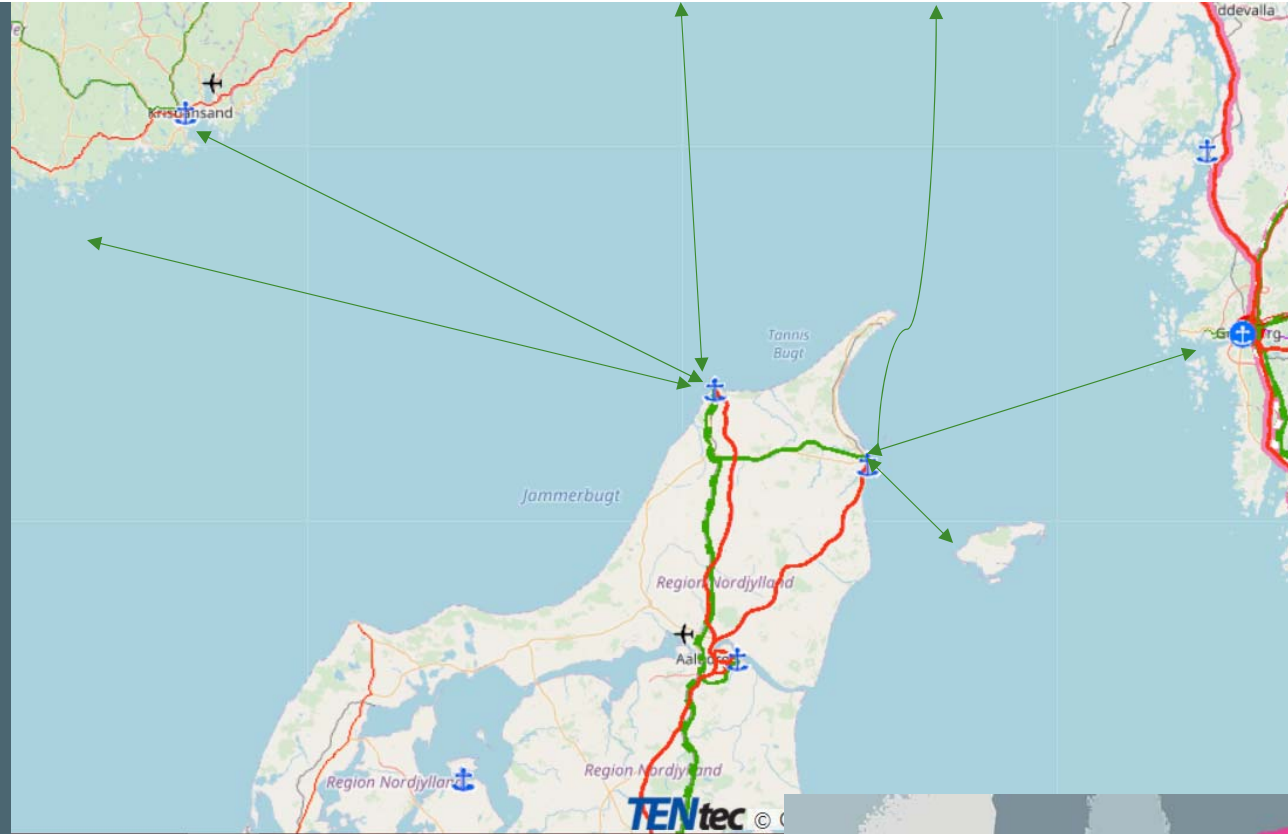 ddevalla
Kristiansand
Tannis
Bugt
Jammerbugt
Region Nordjylland
Region Nordjylland
Region Nordjylland
TENtec ©